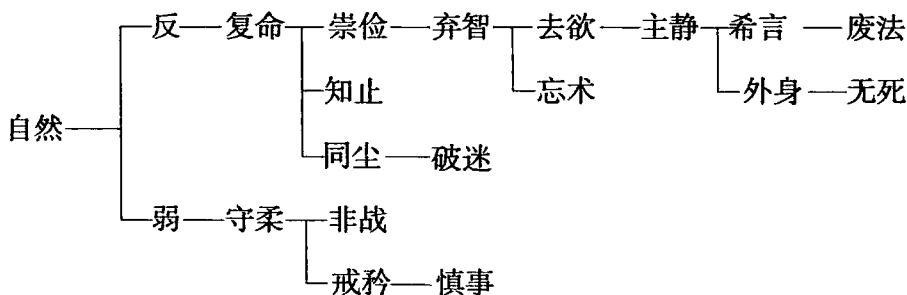 反 复命 崇俭 弃智 去欲 主静 希言 废法
知止 忘术 外身 无死
自然
同尘 破迷
弱 守柔 非战
戒矜 慎事